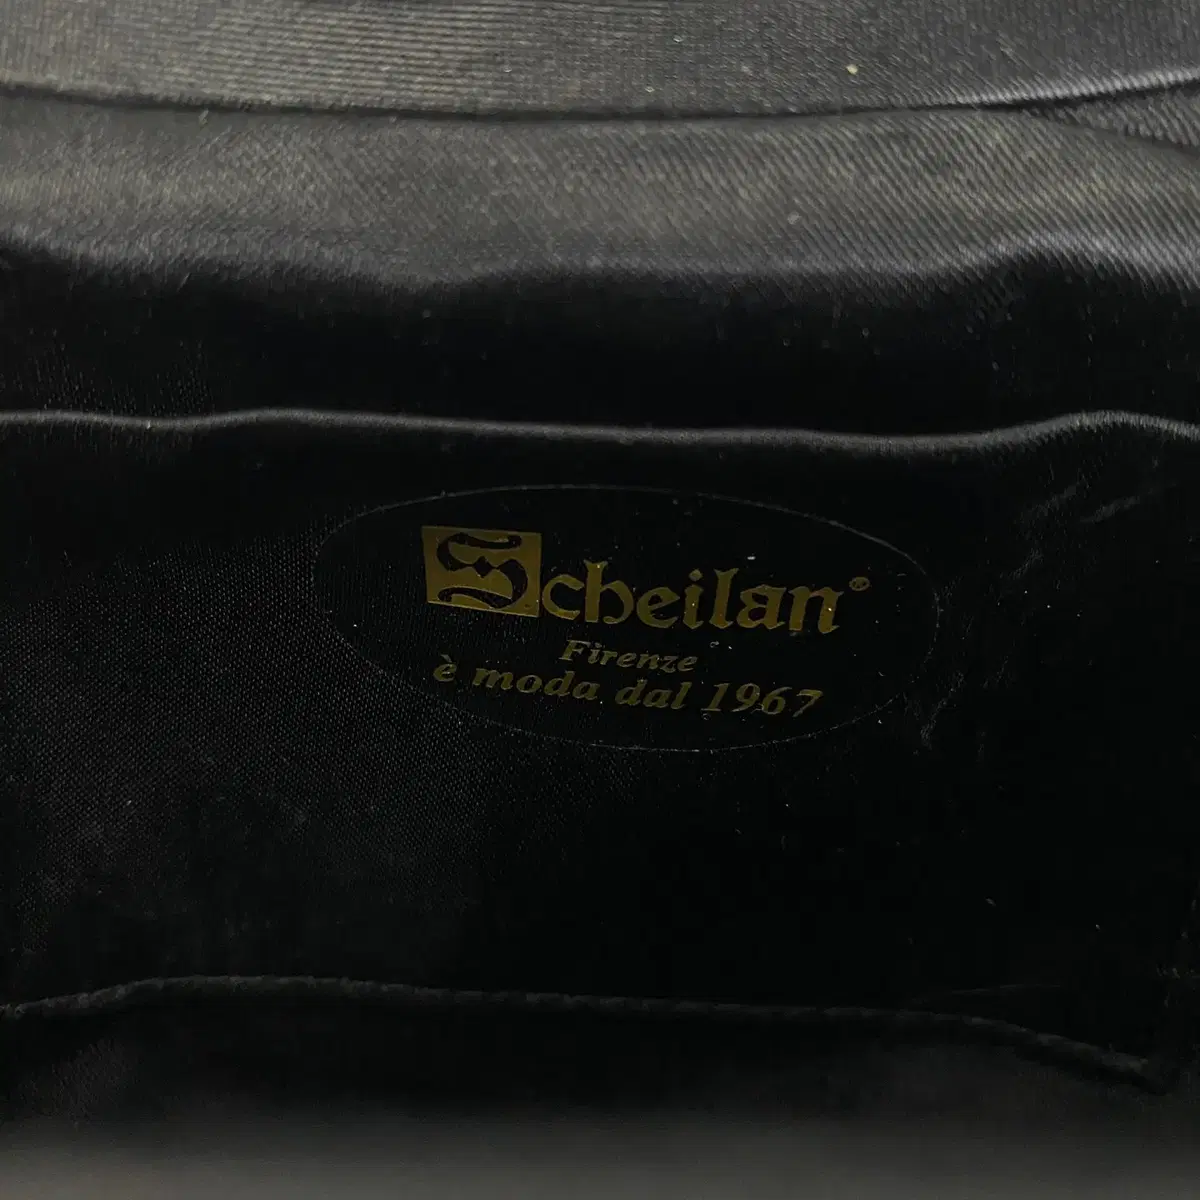 Scheilan®
Firenze
è moda dal 1967